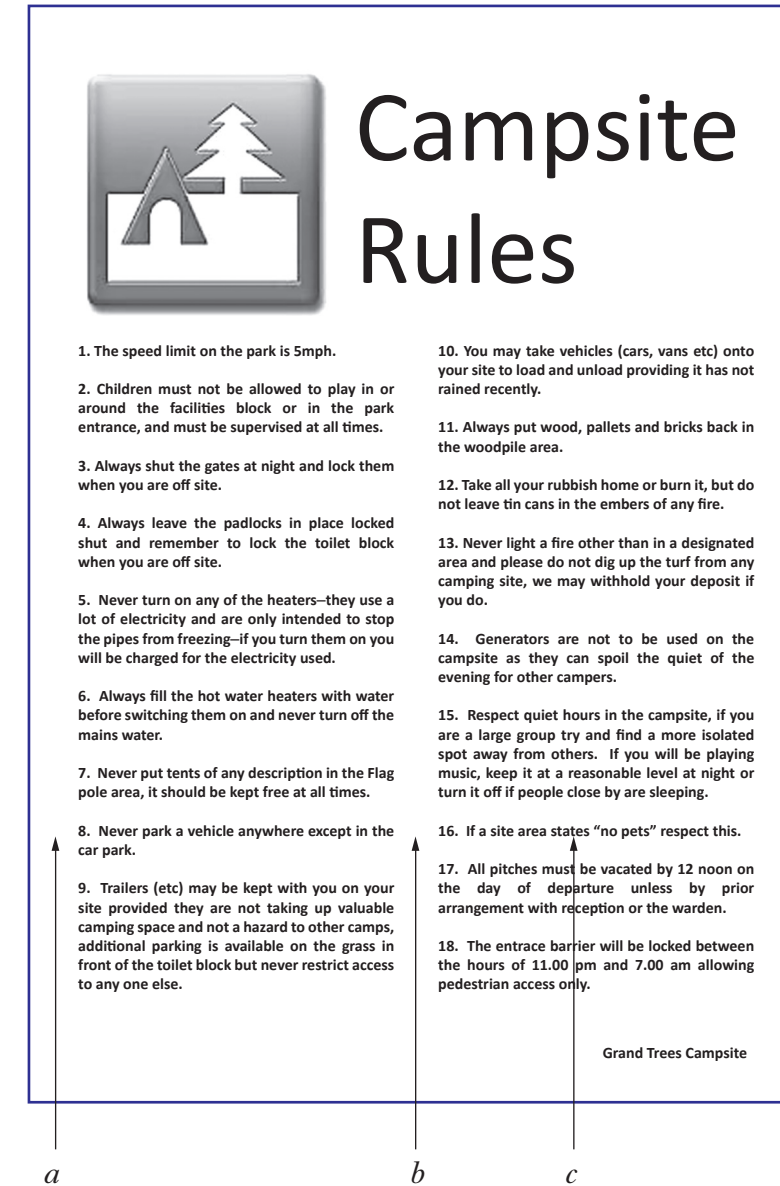 Campsite
Rules
1. The speed limit on the park is 5mph.
2. Children must not be allowed to play in or
around the facilities block or in the park
entrance, and must be supervised at all times.
3. Always shut the gates at night and lock them
when you are off site.
4. Always leave the padlocks in place locked
shut and remember to lock the toilet block
when you are off site.
5. Never turn on any of the heaters–they use a
lot of electricity and are only intended to stop
the pipes from freezing–if you turn them on you
will be charged for the electricity used.
6. Always fill the hot water heaters with water
before switching them on and never turn off the
mains water.
7. Never put tents of any description in the Flag
pole area, it should be kept free at all times.
8. Never park a vehicle anywhere except in the
car park.
9. Trailers (etc) may be kept with you on your
site provided they are not taking up valuable
camping space and not a hazard to other camps,
additional parking is available on the grass in
front of the toilet block but never restrict access
to any one else.
10. You may take vehicles (cars, vans etc) onto
your site to load and unload providing it has not
rained recently.
11. Always put wood, pallets and bricks back in
the woodpile area.
12. Take all your rubbish home or burn it, but do
not leave tin cans in the embers of any fire.
13. Never light a fire other than in a designated
area and please do not dig up the turf from any
camping site, we may withhold your deposit if
you do.
14. Generators are not to be used on the
campsite as they can spoil the quiet of the
evening for other campers.
15. Respect quiet hours in the campsite, if you
are a large group try and find a more isolated
spot away from others. If you will be playing
music, keep it at a reasonable level at night or
turn it off if people close by are sleeping.
16. If a site area states “no pets” respect this.
17. All pitches must be vacated by 12 noon on
the day of departure unless by prior
arrangement with reception or the warden.
18. The entrace barrier will be locked between
the hours of 11.00 pm and 7.00 am allowing
pedestrian access only.
Grand Trees Campsite
a b c